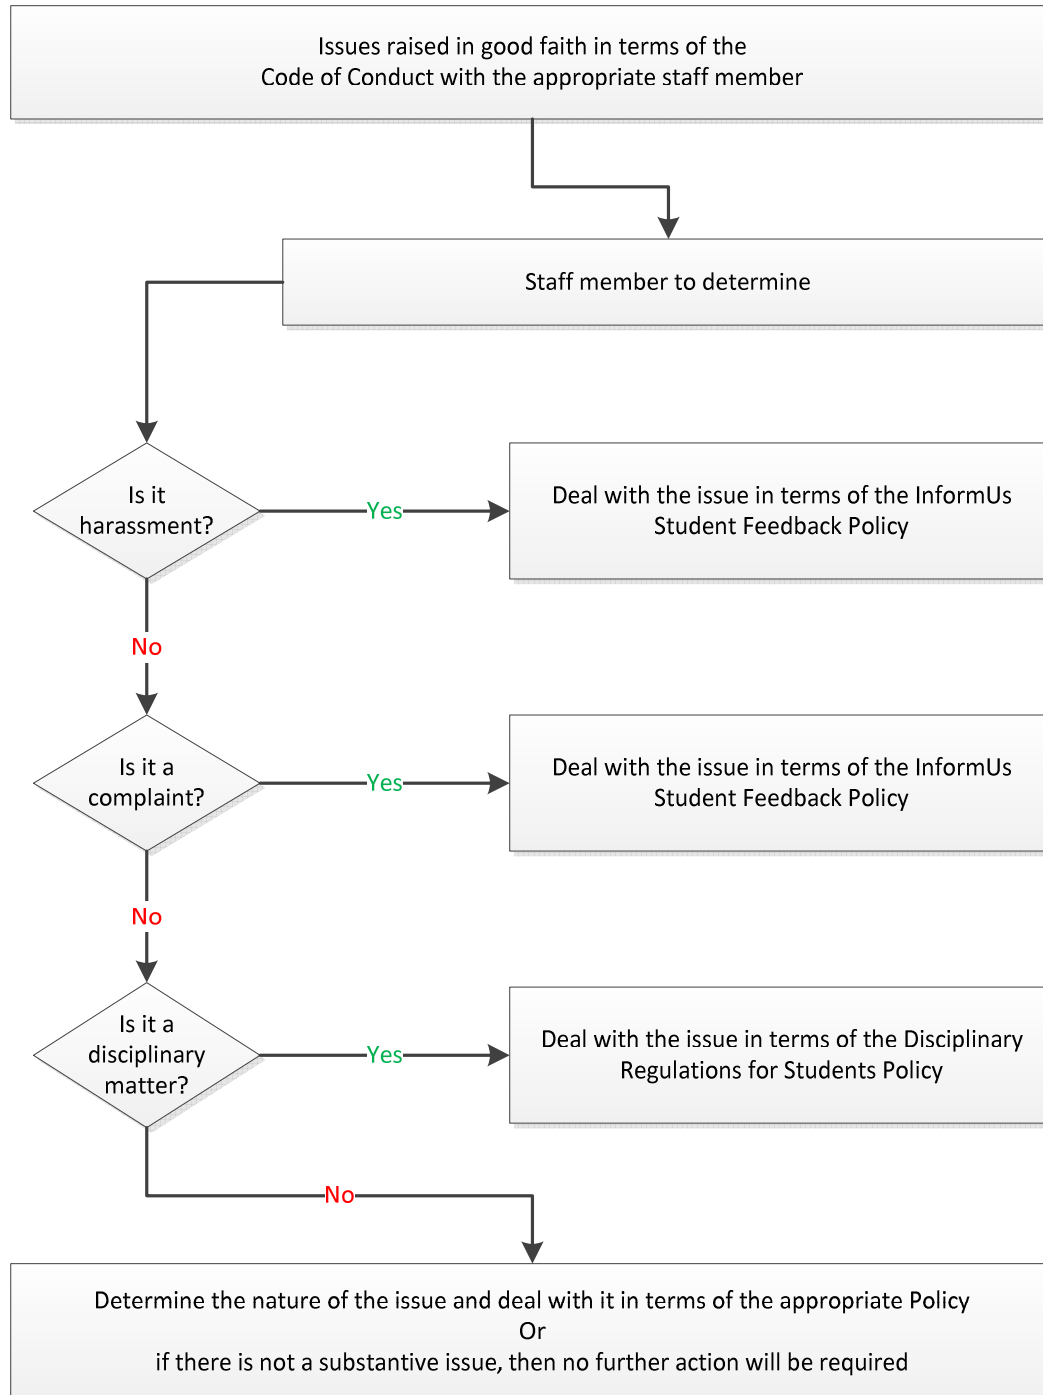 Issues raised in good faith in terms of the
Code of Conduct with the appropriate staff member
Staff member to determine
Is it
harassment?
Yes
Deal with the issue in terms of the InformUs
Student Feedback Policy
No
Is it a
complaint?
Yes
Deal with the issue in terms of the InformUs
Student Feedback Policy
No
Is it a
disciplinary
matter?
Yes
Deal with the issue in terms of the Disciplinary
Regulations for Students Policy
No
Determine the nature of the issue and deal with it in terms of the appropriate Policy
Or
if there is not a substantive issue, then no further action will be required